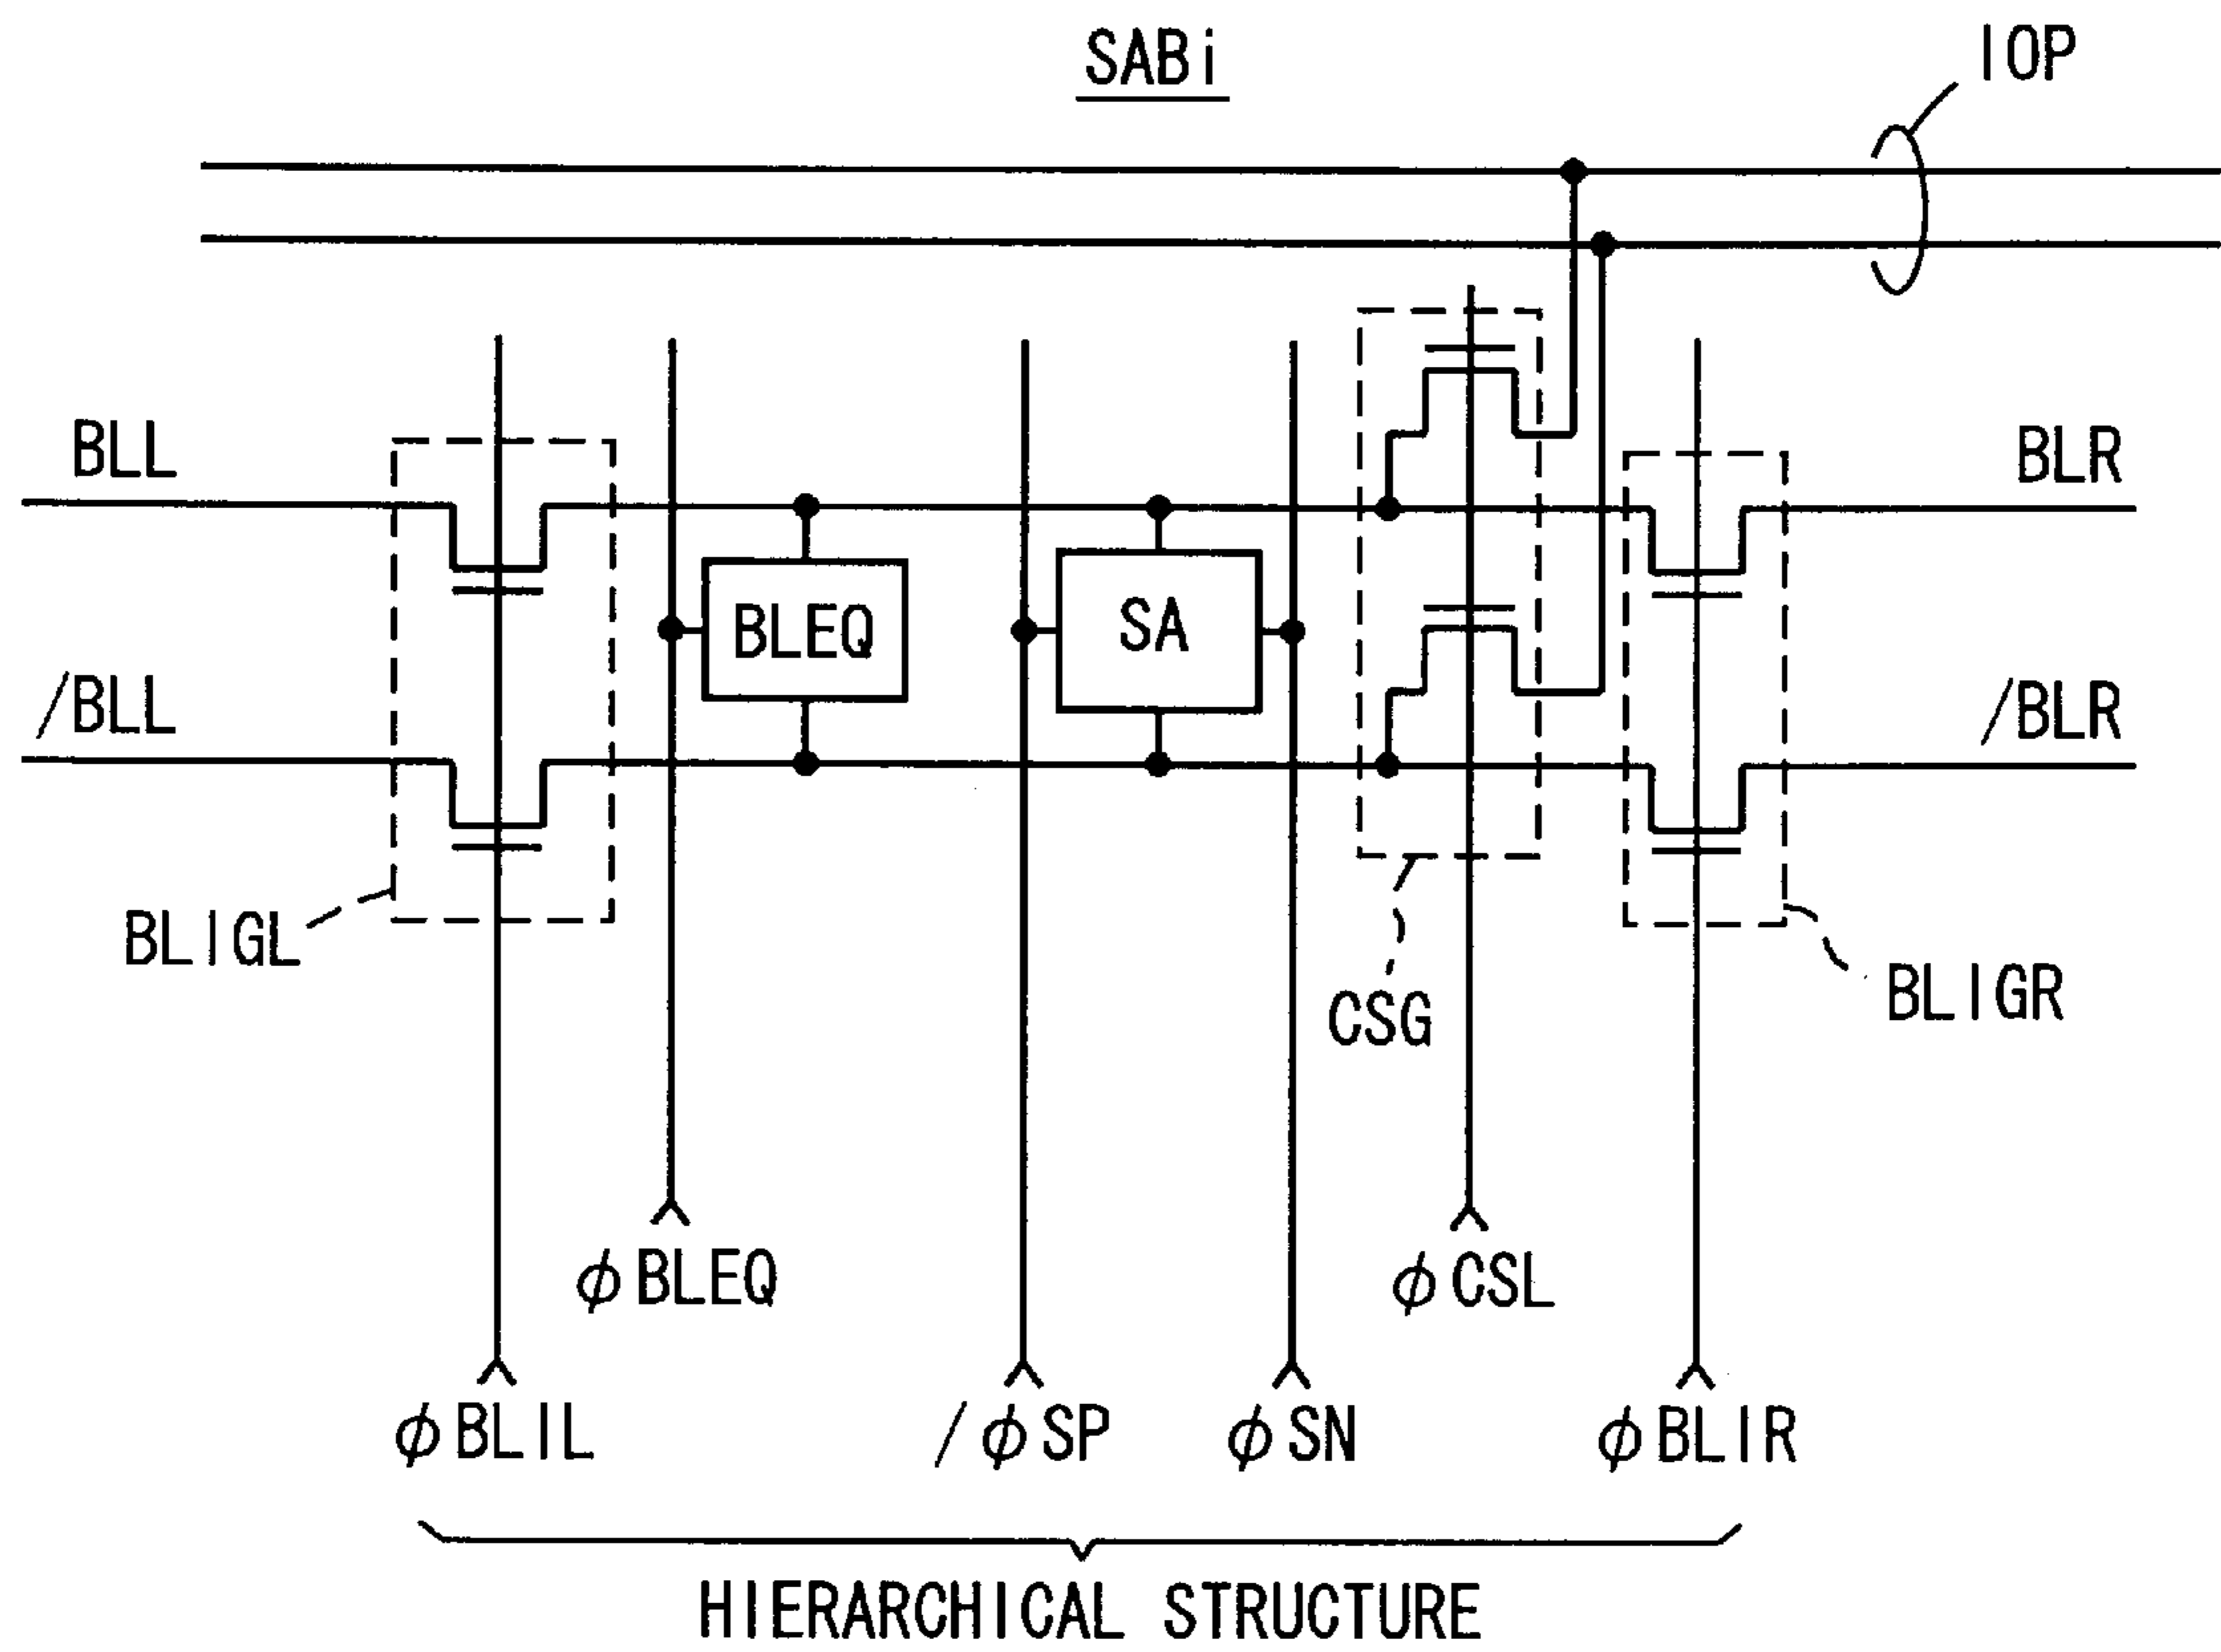 SABi
IOP
BLL
BLR
BLEQ
SA
/BLL
/BLR
BLIGL
CSG
BLIGR
φBLEQ
φCSL
φBLIL
/φSP
φSN
φBLIR
HIERARCHICAL STRUCTURE